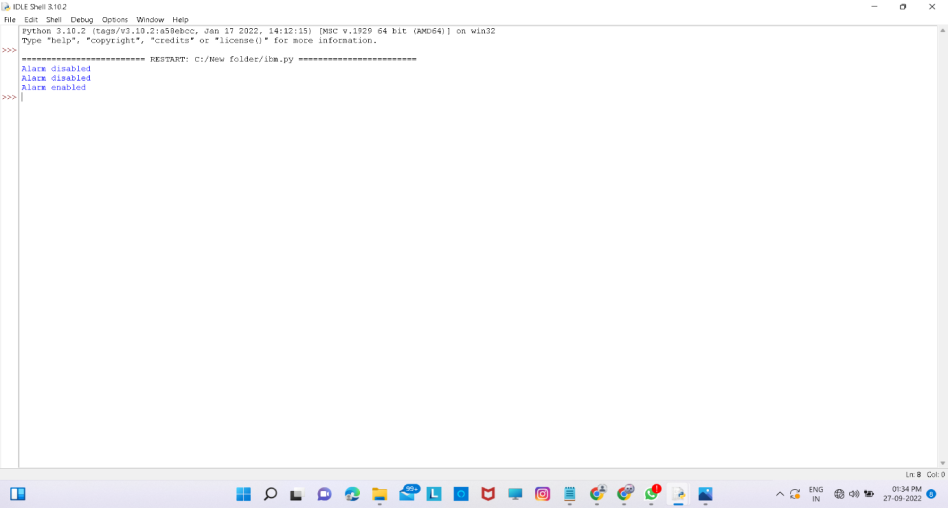 IDLE Shell 3.10.2
File Edit Shell Debug Options Window Help
Python 3.10.2 (tags/v3.10.2:a58ebcc, Jan 17 2022, 14:12:15) [MSC v.1929 64 bit (AMD64)] on win32
Type "help", "copyright", "credits" or "license()" for more information.
>>>
========================= RESTART: C:/New folder/ibm.py ========================
Alarm disabled
Alarm disabled
Alarm enabled
>>>
Ln: 8 Col: 0
99+
L
ENG
IN
01:34 PM
27-09-2022
8